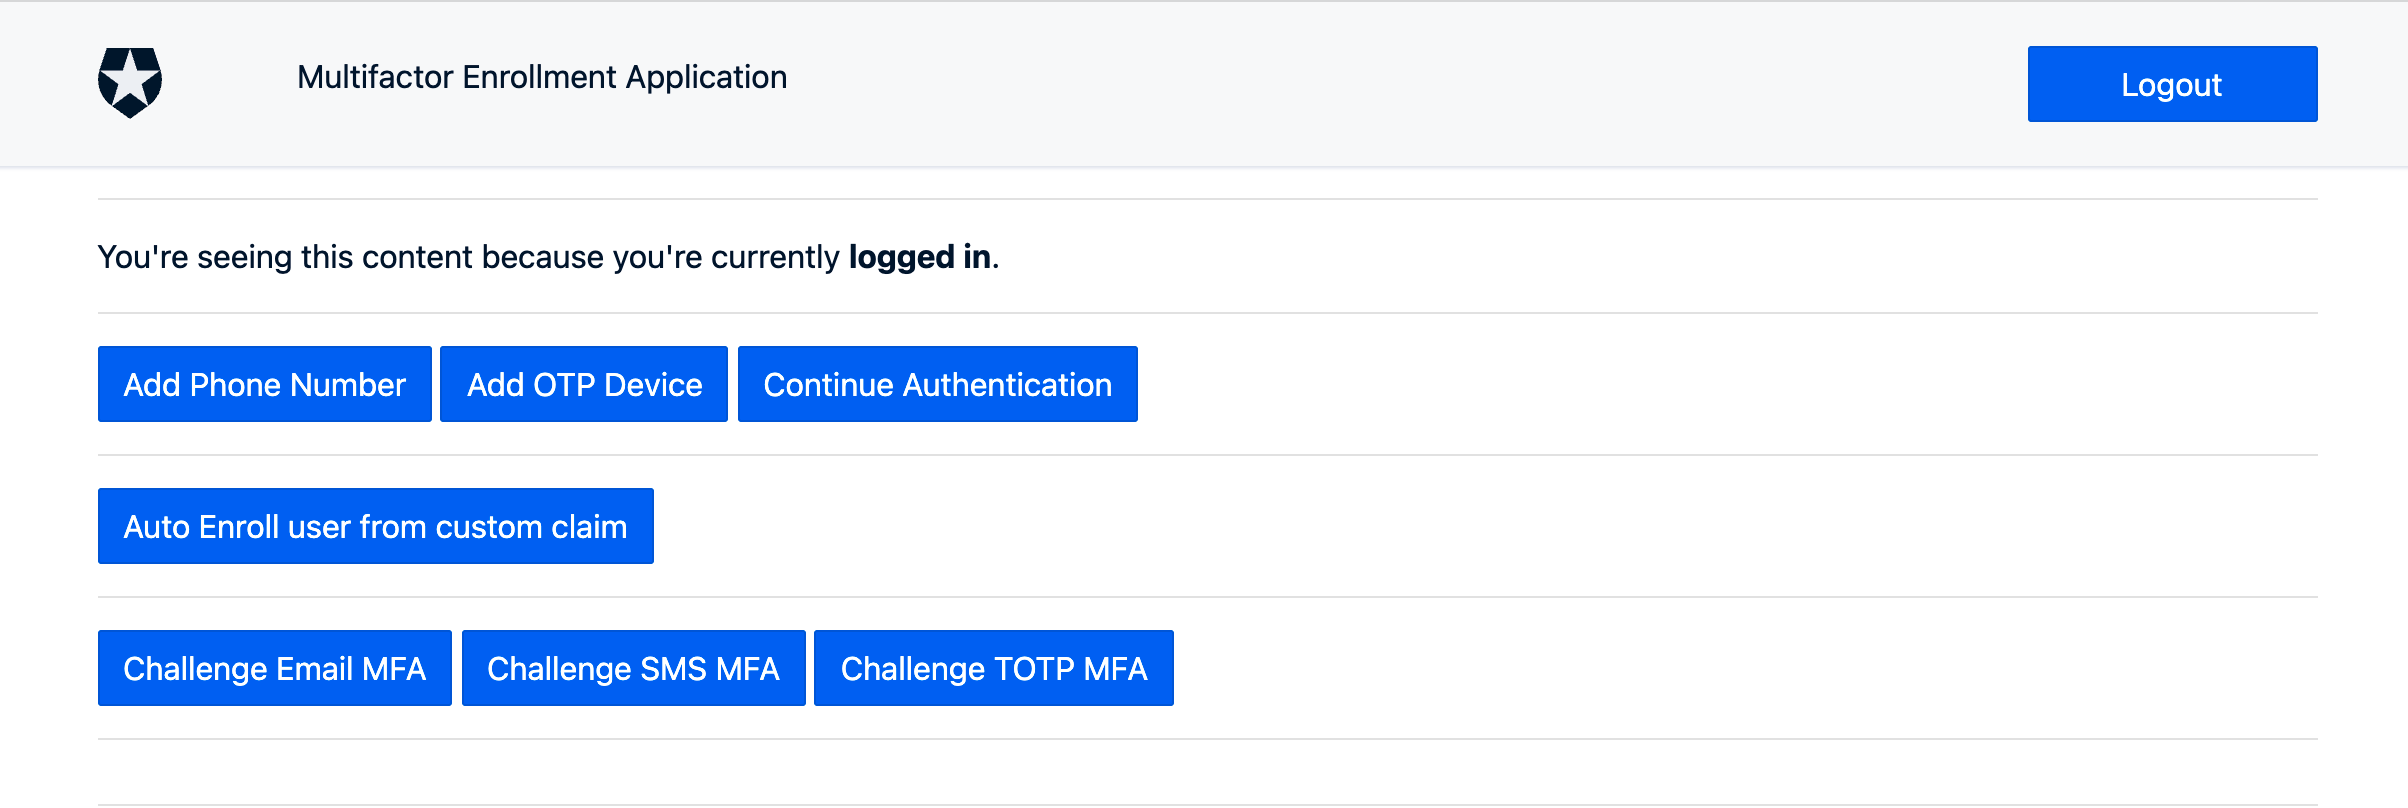 Multifactor Enrollment Application
Logout
You're seeing this content because you're currently logged in.
Add Phone Number Add OTP Device Continue Authentication
Auto Enroll user from custom claim
Challenge Email MFA Challenge SMS MFA Challenge TOTP MFA